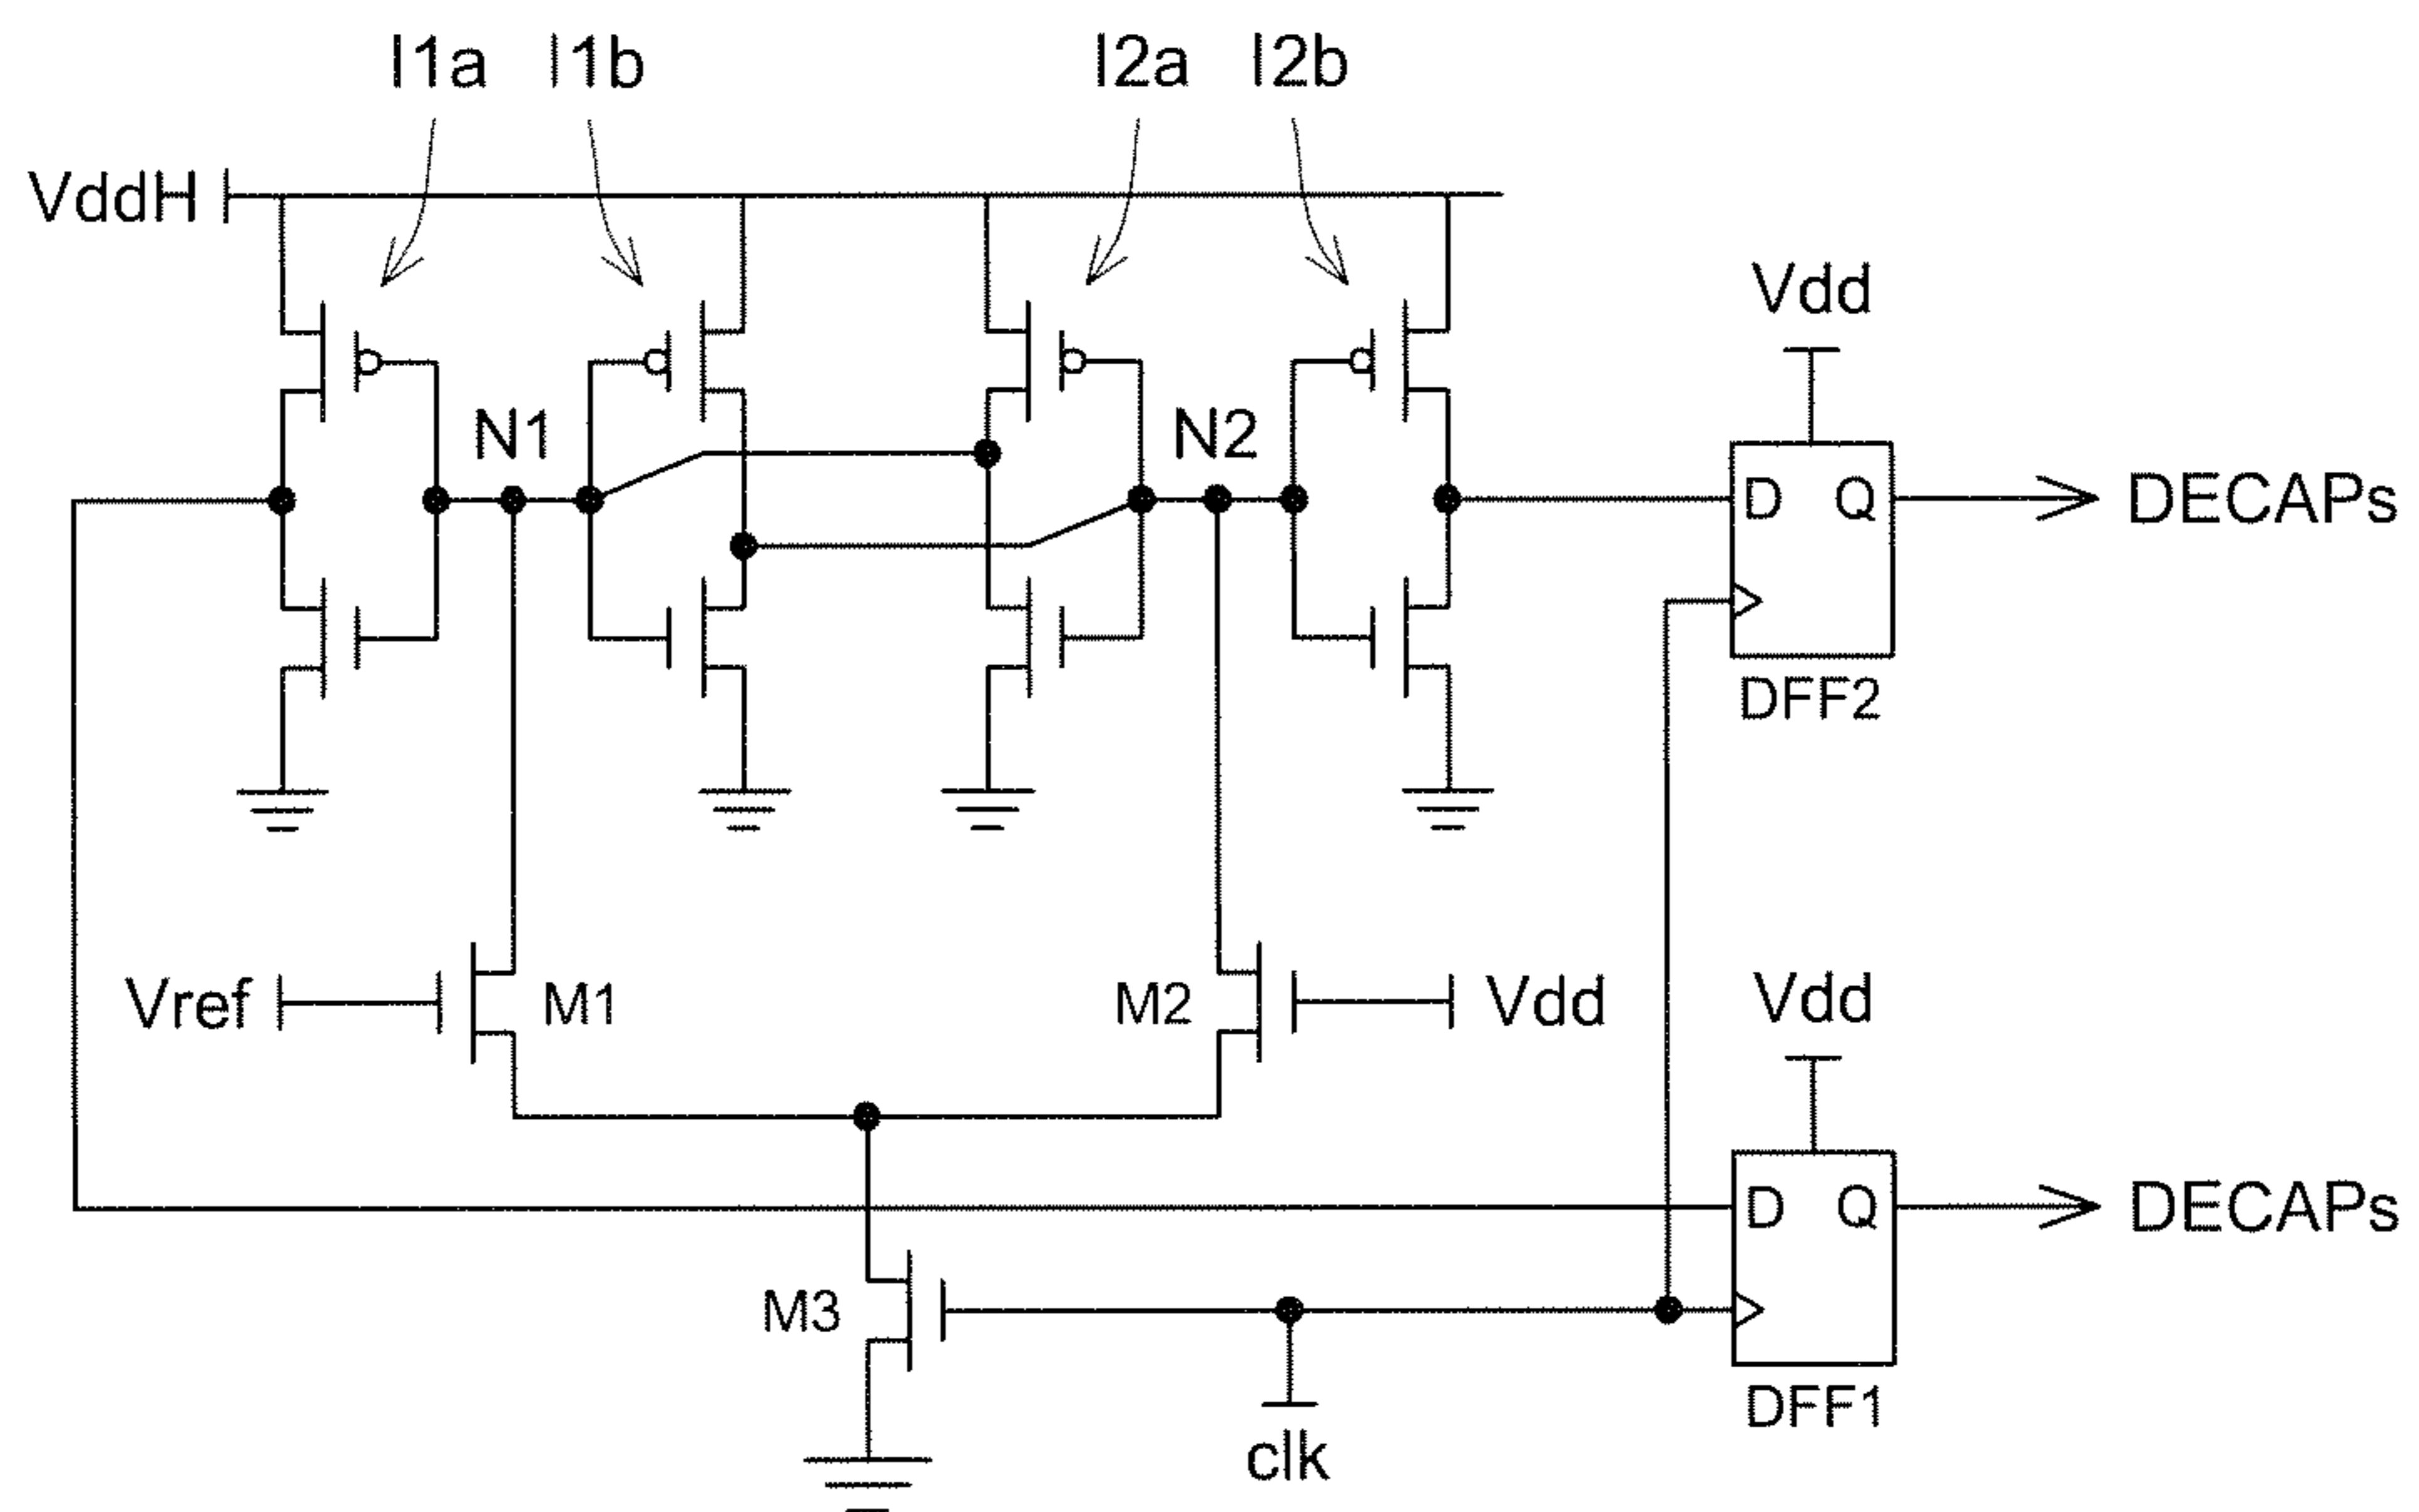 I1a I1b I2a I2b
VddH
Vdd
N1 N2
D Q DECAPs
DFF2
Vref M1 M2 Vdd Vdd
D Q DECAPs
M3
DFF1
clk